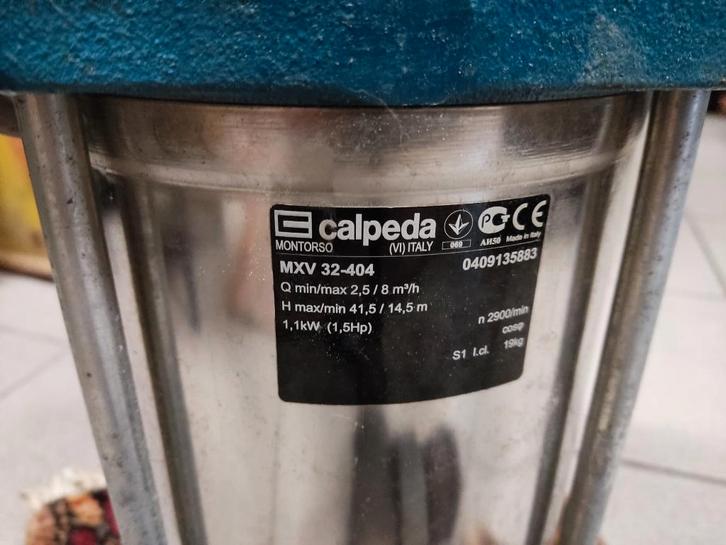 calpeda
MONTORSO (VI) ITALY 069 АИ50 Made in Italy
MXV 32-404 0409135883
Q min/max 2,5 / 8 m³/h
H max/min 41,5 / 14,5 m
1,1kW (1,5Hp) n 2900/min
cosφ
S1 I.cl. 19kg